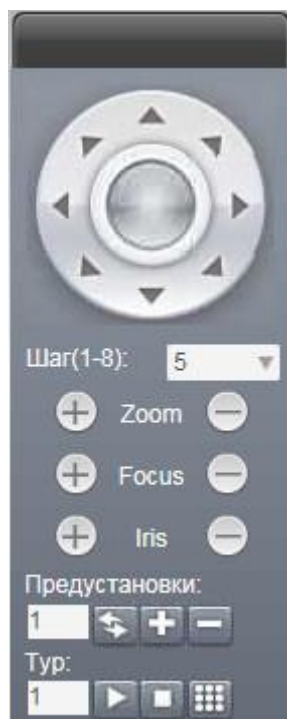 Шаг(1-8): 5
Zoom
Focus
Iris
Предустановки:
1
Тур:
1